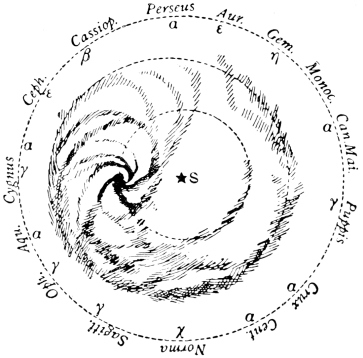 Perseus
α
Aur.
ε
Gem.
η
Monoc.
Can. Mai.
α
Puppis
γ
Crux
α
Cent.
α
Norma
χ
Sagitt.
γ
Oph.
γ
Aqu.
α
Cygnus
γ
α
Ceph.
ε
Cassiop.
β
S